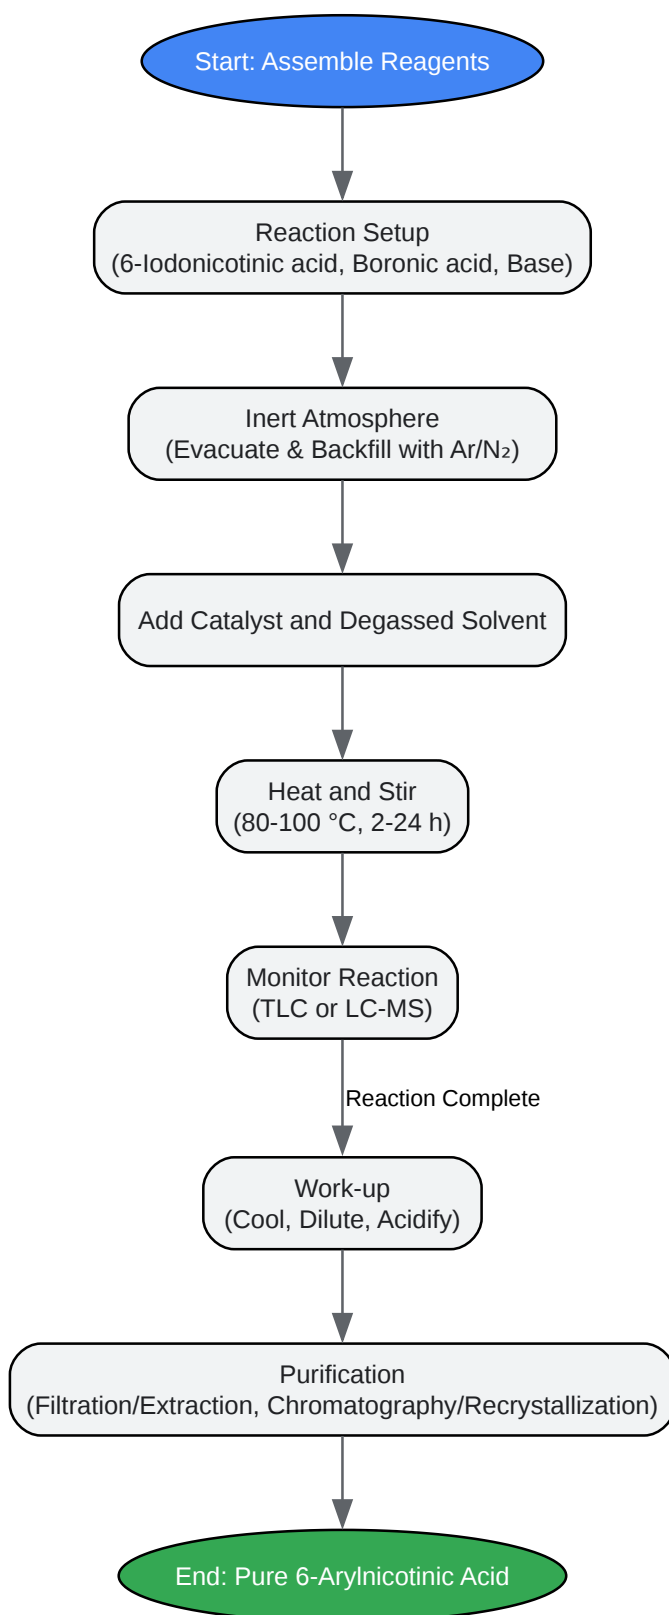 Start: Assemble Reagents
Reaction Setup
(6-Iodonicotinic acid, Boronic acid, Base)
Inert Atmosphere
(Evacuate & Backfill with Ar/N₂)
Add Catalyst and Degassed Solvent
Heat and Stir
(80-100 °C, 2-24 h)
Monitor Reaction
(TLC or LC-MS)
Reaction Complete
Work-up
(Cool, Dilute, Acidify)
Purification
(Filtration/Extraction, Chromatography/Recrystallization)
End: Pure 6-Arylnicotinic Acid